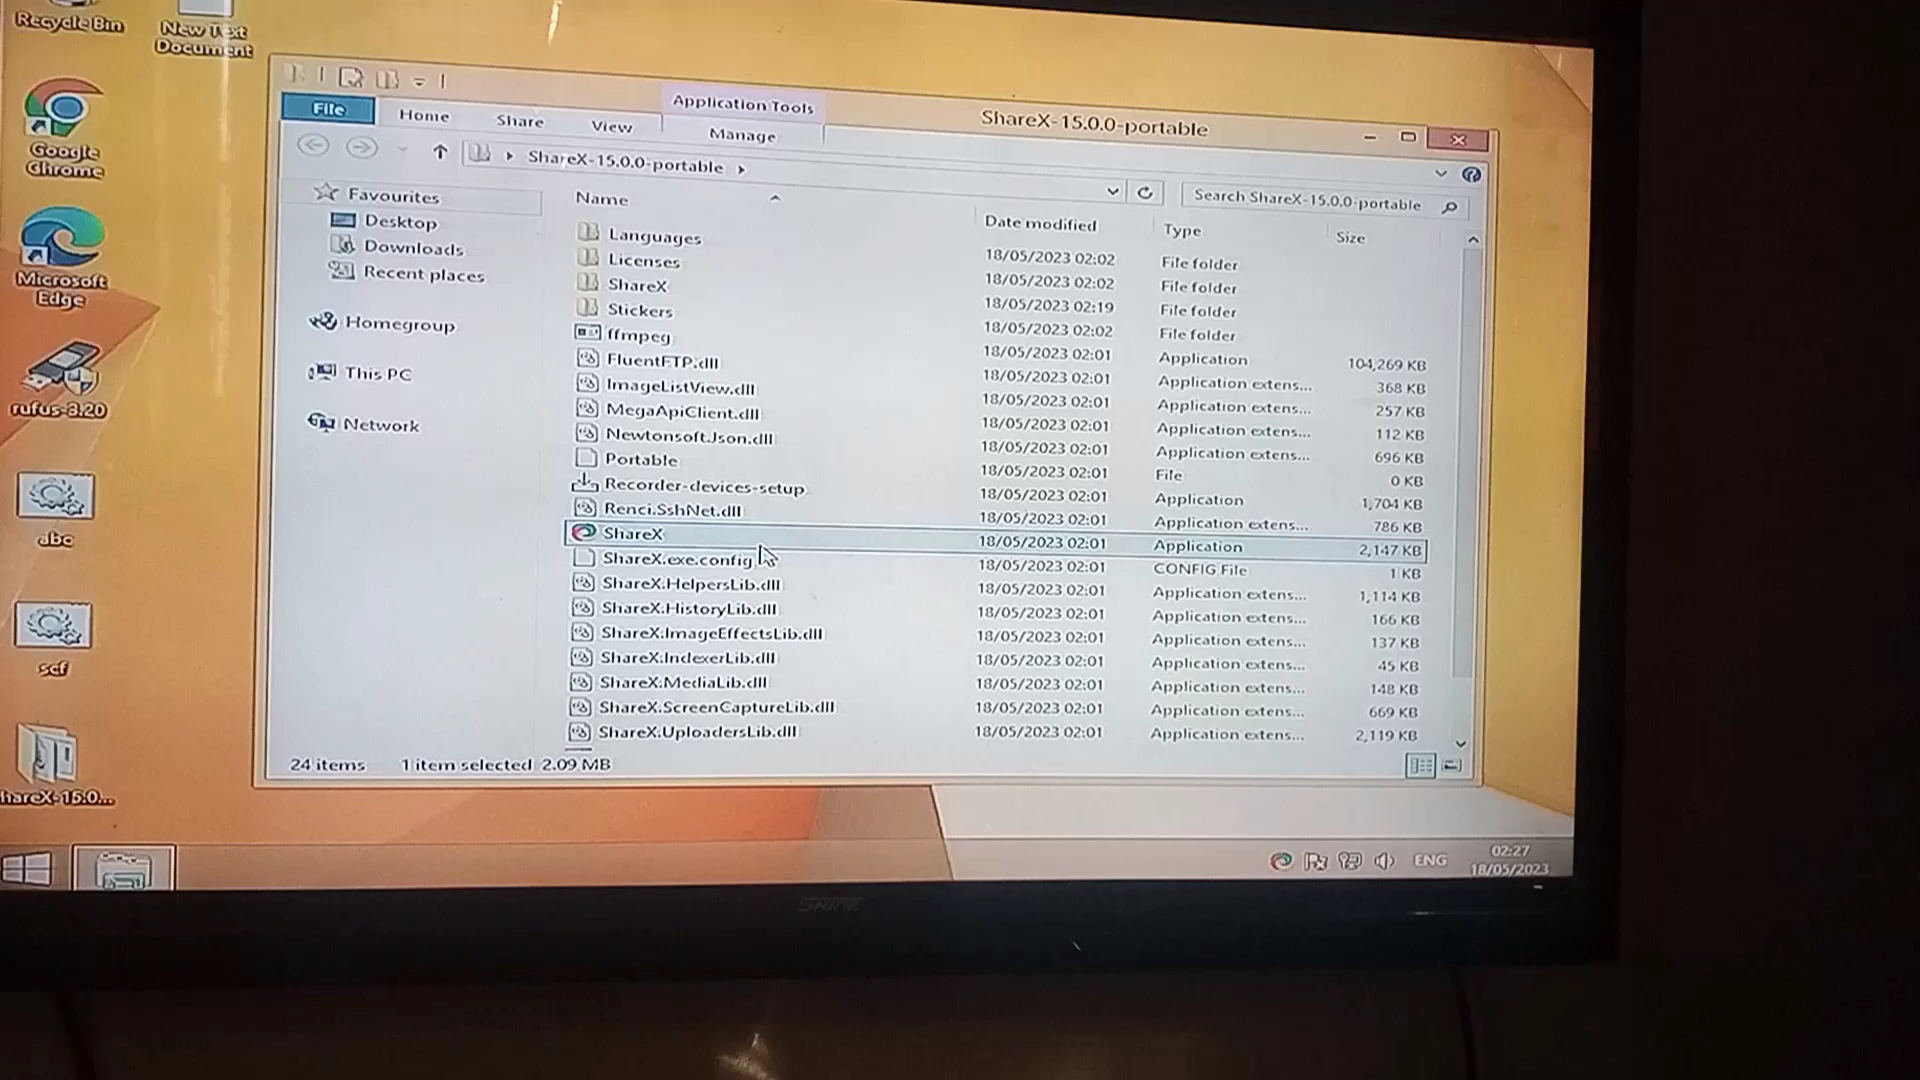 Recycle Bin
New Text
Document
Google
Chrome
Microsoft
Edge
rufus-3.20
abc
scf
hareX-15.0...
ShareX-15.0.0-portable
Application Tools
File Home Share View Manage
ShareX-15.0.0-portable
Search ShareX-15.0.0-portable
Favourites
Desktop
Downloads
Recent places
Homegroup
This PC
Network
Name Date modified Type Size
Languages 18/05/2023 02:02 File folder
Licenses 18/05/2023 02:02 File folder
ShareX 18/05/2023 02:19 File folder
Stickers 18/05/2023 02:02 File folder
ffmpeg 18/05/2023 02:01 Application 104,269 KB
FluentFTP.dll 18/05/2023 02:01 Application extens... 368 KB
ImageListView.dll 18/05/2023 02:01 Application extens... 257 KB
MegaApiClient.dll 18/05/2023 02:01 Application extens... 112 KB
Newtonsoft.Json.dll 18/05/2023 02:01 Application extens... 696 KB
Portable 18/05/2023 02:01 File 0 KB
Recorder-devices-setup 18/05/2023 02:01 Application 1,704 KB
Renci.SshNet.dll 18/05/2023 02:01 Application extens... 786 KB
ShareX 18/05/2023 02:01 Application 2,147 KB
ShareX.exe.config 18/05/2023 02:01 CONFIG File 1 KB
ShareX.HelpersLib.dll 18/05/2023 02:01 Application extens... 1,114 KB
ShareX.HistoryLib.dll 18/05/2023 02:01 Application extens... 166 KB
ShareX.ImageEffectsLib.dll 18/05/2023 02:01 Application extens... 137 KB
ShareX.IndexerLib.dll 18/05/2023 02:01 Application extens... 45 KB
ShareX.MediaLib.dll 18/05/2023 02:01 Application extens... 148 KB
ShareX.ScreenCaptureLib.dll 18/05/2023 02:01 Application extens... 669 KB
ShareX.UploadersLib.dll 18/05/2023 02:01 Application extens... 2,119 KB
24 items 1 item selected 2.09 MB
ENG
02:27
18/05/2023